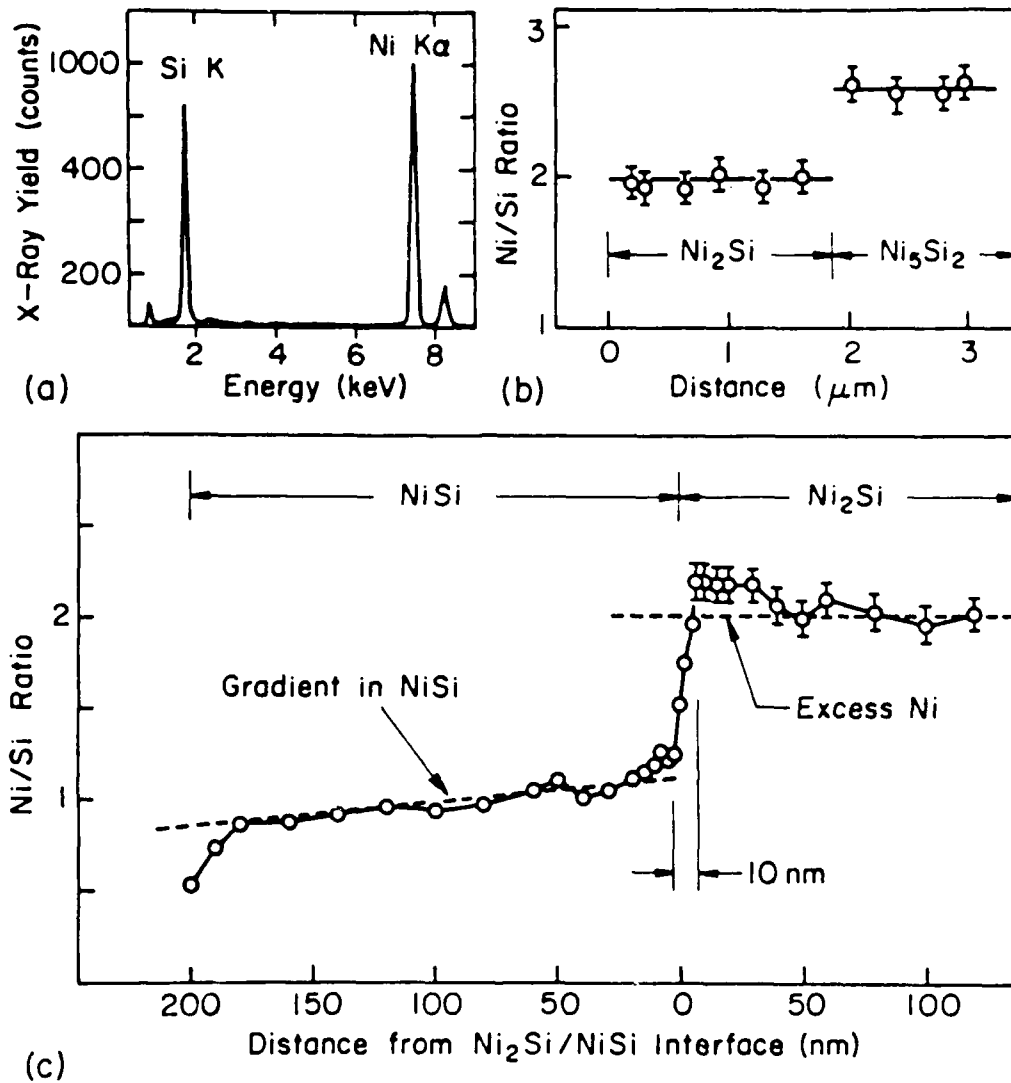 X-Ray Yield (counts)
1000
400
200
Si K
Ni Kα
2
4
6
8
Energy (keV)
(a)
Ni/Si Ratio
3
2
1
Ni₂Si
Ni₅Si₂
0
1
2
3
Distance (μm)
(b)
NiSi
Ni₂Si
Ni/Si Ratio
2
1
Gradient in NiSi
Excess Ni
10 nm
200
150
100
50
0
50
100
Distance from Ni₂Si/NiSi Interface (nm)
(c)